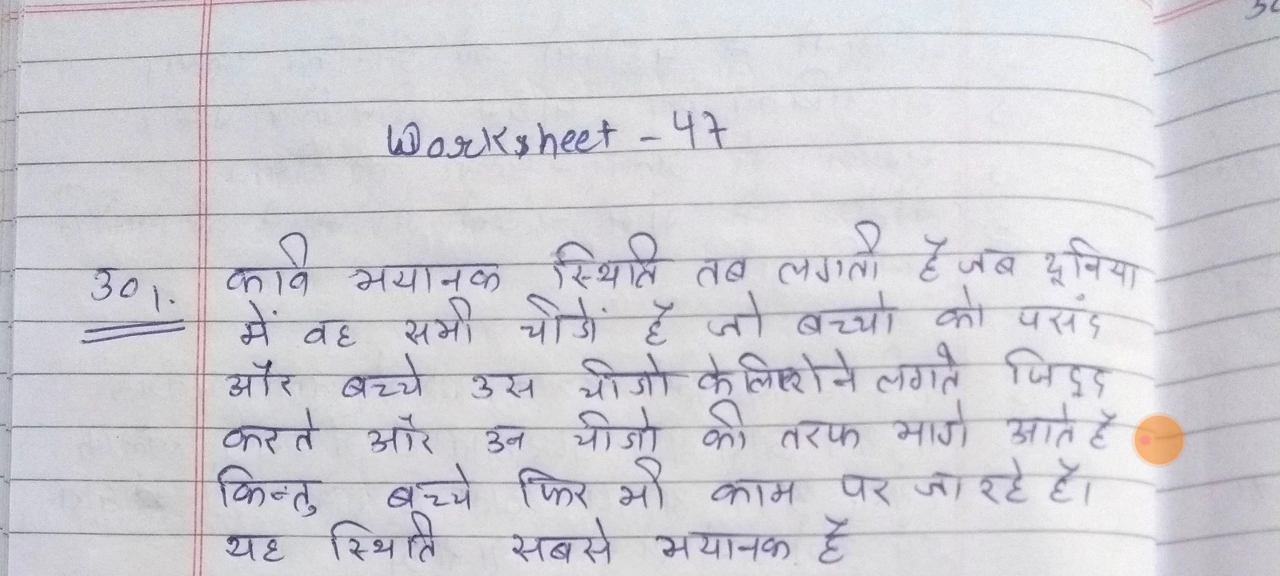 Worksheet - 47
उ०1. कवि भयानक स्थिति तब लगती है जब दूनिया
में वह सभी चीजें है जो बच्चो को पसंद
और बच्चे उस चीजो के लिए रोने लगते जिद्द
करते और उन चीजो की तरफ भागे आते है
किन्तु बच्चे फिर भी काम पर जा रहे है।
यह स्थिति सबसे भयानक है